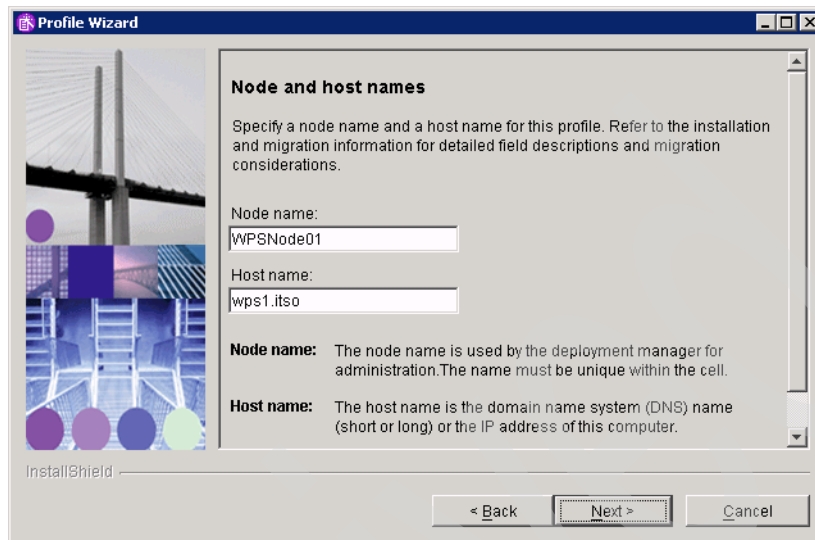 Profile Wizard
Node and host names
Specify a node name and a host name for this profile. Refer to the installation
and migration information for detailed field descriptions and migration
considerations.
Node name:
WPSNode01
Host name:
wps1.itso
Node name: The node name is used by the deployment manager for
administration.The name must be unique within the cell.
Host name: The host name is the domain name system (DNS) name
(short or long) or the IP address of this computer.
InstallShield
< Back Next > Cancel